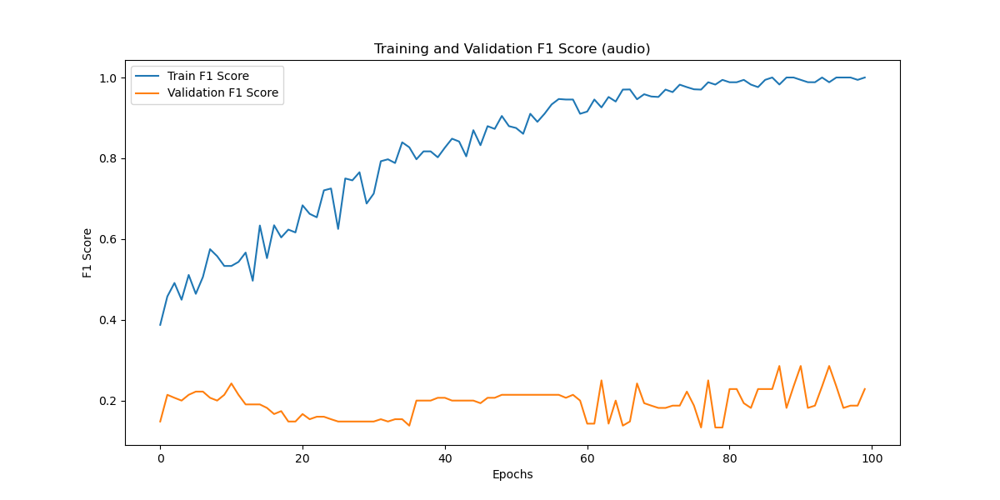 Training and Validation F1 Score (audio)
Train F1 Score
Validation F1 Score
F1 Score
1.0
0.8
0.6
0.4
0.2
0 20 40 60 80 100
Epochs